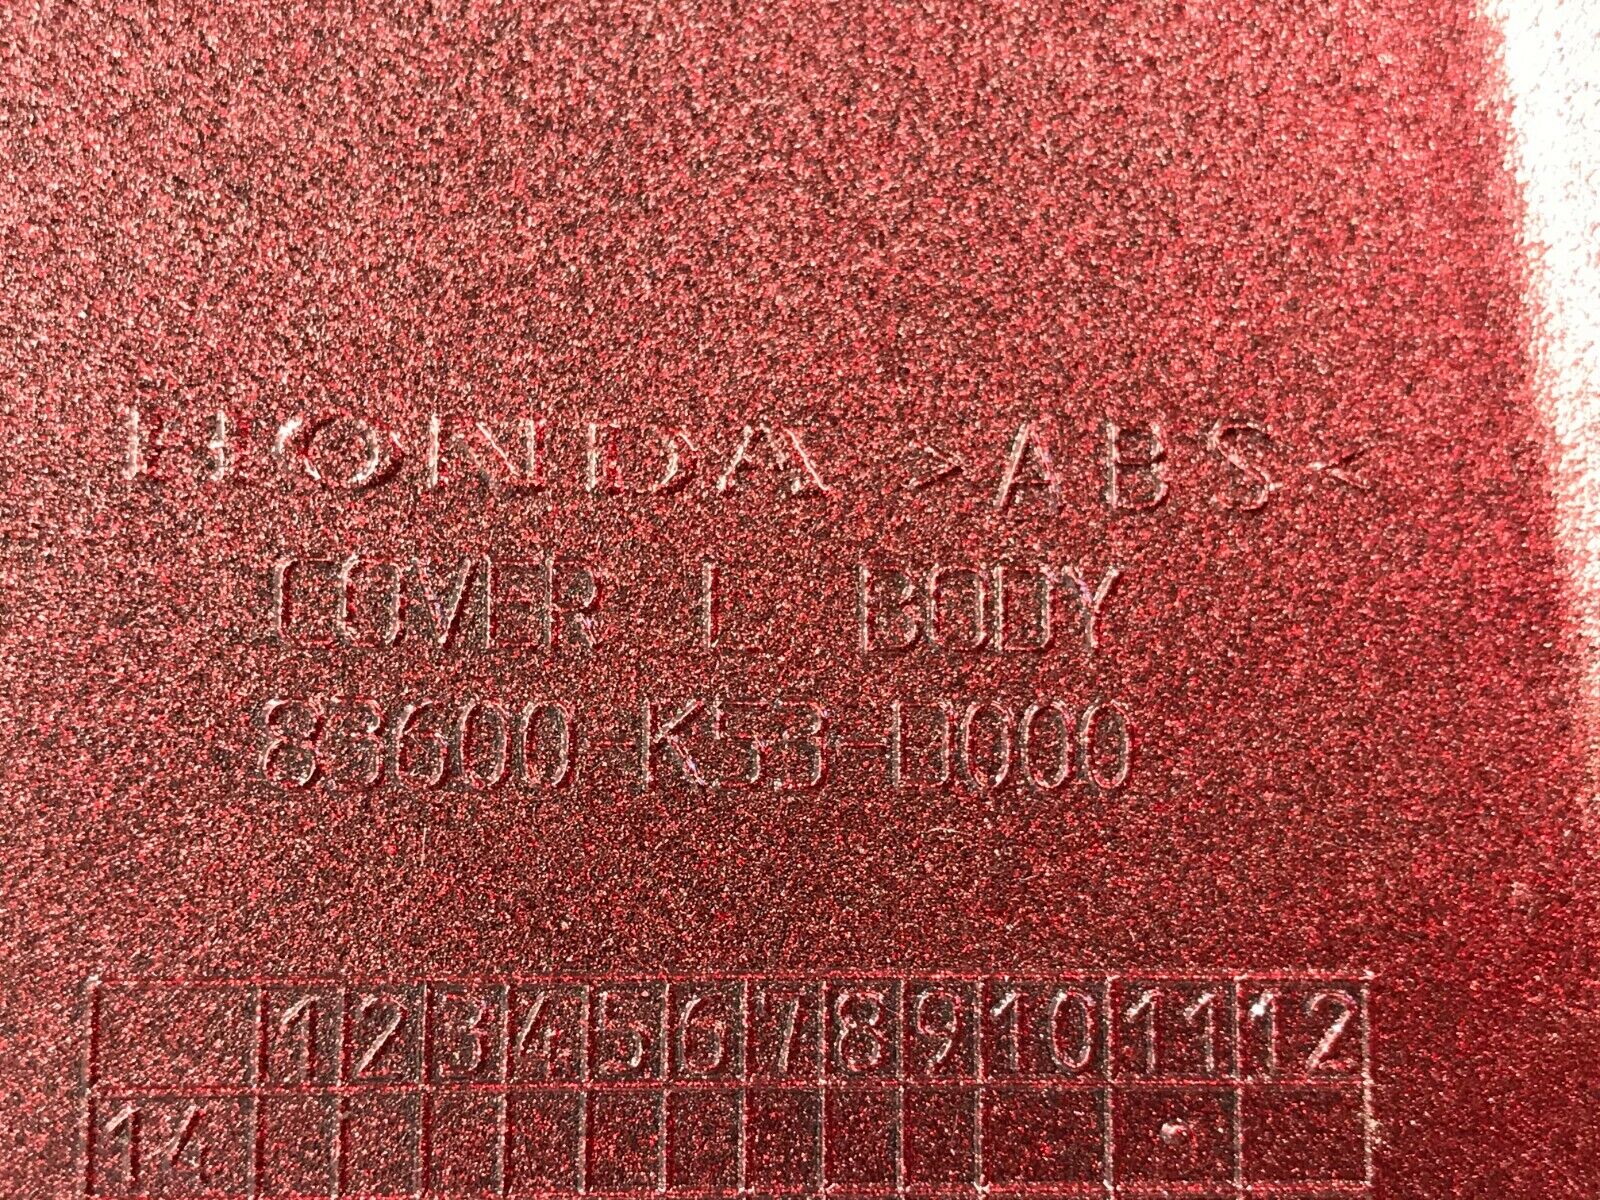 HONDA >ABS<
COVER L BODY
83600-K53-D000
1 2 3 4 5 6 7 8 9 10 11 12
14